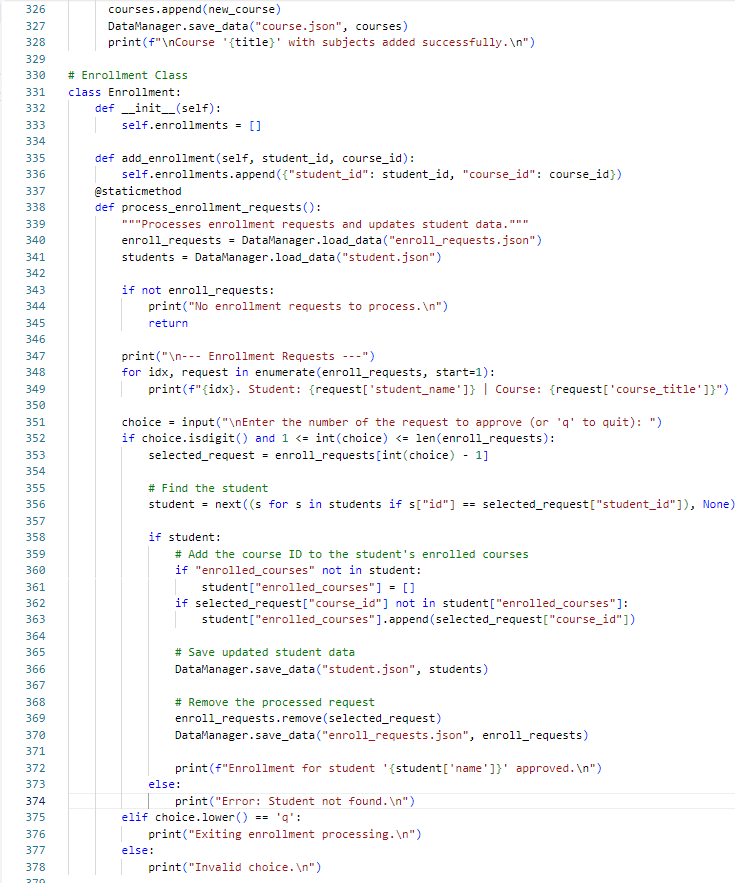 326 courses.append(new_course)
327 DataManager.save_data("course.json", courses)
328 print(f"\nCourse '{title}' with subjects added successfully.\n")
329
330 # Enrollment Class
331 class Enrollment:
332 def __init__(self):
333 self.enrollments = []
334
335 def add_enrollment(self, student_id, course_id):
336 self.enrollments.append({"student_id": student_id, "course_id": course_id})
337 @staticmethod
338 def process_enrollment_requests():
339 """Processes enrollment requests and updates student data."""
340 enroll_requests = DataManager.load_data("enroll_requests.json")
341 students = DataManager.load_data("student.json")
342
343 if not enroll_requests:
344 print("No enrollment requests to process.\n")
345 return
346
347 print("\n--- Enrollment Requests ---")
348 for idx, request in enumerate(enroll_requests, start=1):
349 print(f"{idx}. Student: {request['student_name']} | Course: {request['course_title']}")
350
351 choice = input("\nEnter the number of the request to approve (or 'q' to quit): ")
352 if choice.isdigit() and 1 <= int(choice) <= len(enroll_requests):
353 selected_request = enroll_requests[int(choice) - 1]
354
355 # Find the student
356 student = next((s for s in students if s["id"] == selected_request["student_id"]), None)
357
358 if student:
359 # Add the course ID to the student's enrolled courses
360 if "enrolled_courses" not in student:
361 student["enrolled_courses"] = []
362 if selected_request["course_id"] not in student["enrolled_courses"]:
363 student["enrolled_courses"].append(selected_request["course_id"])
364
365 # Save updated student data
366 DataManager.save_data("student.json", students)
367
368 # Remove the processed request
369 enroll_requests.remove(selected_request)
370 DataManager.save_data("enroll_requests.json", enroll_requests)
371
372 print(f"Enrollment for student '{student['name']}' approved.\n")
373 else:
374 print("Error: Student not found.\n")
375 elif choice.lower() == 'q':
376 print("Exiting enrollment processing.\n")
377 else:
378 print("Invalid choice.\n")
379